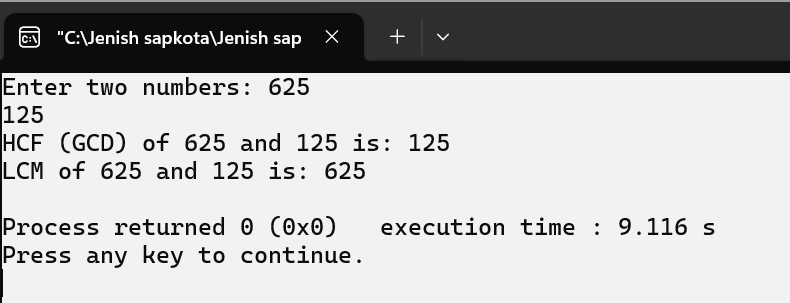 "C:\Jenish sapkota\Jenish sap
Enter two numbers: 625
125
HCF (GCD) of 625 and 125 is: 125
LCM of 625 and 125 is: 625
Process returned 0 (0x0)   execution time : 9.116 s
Press any key to continue.